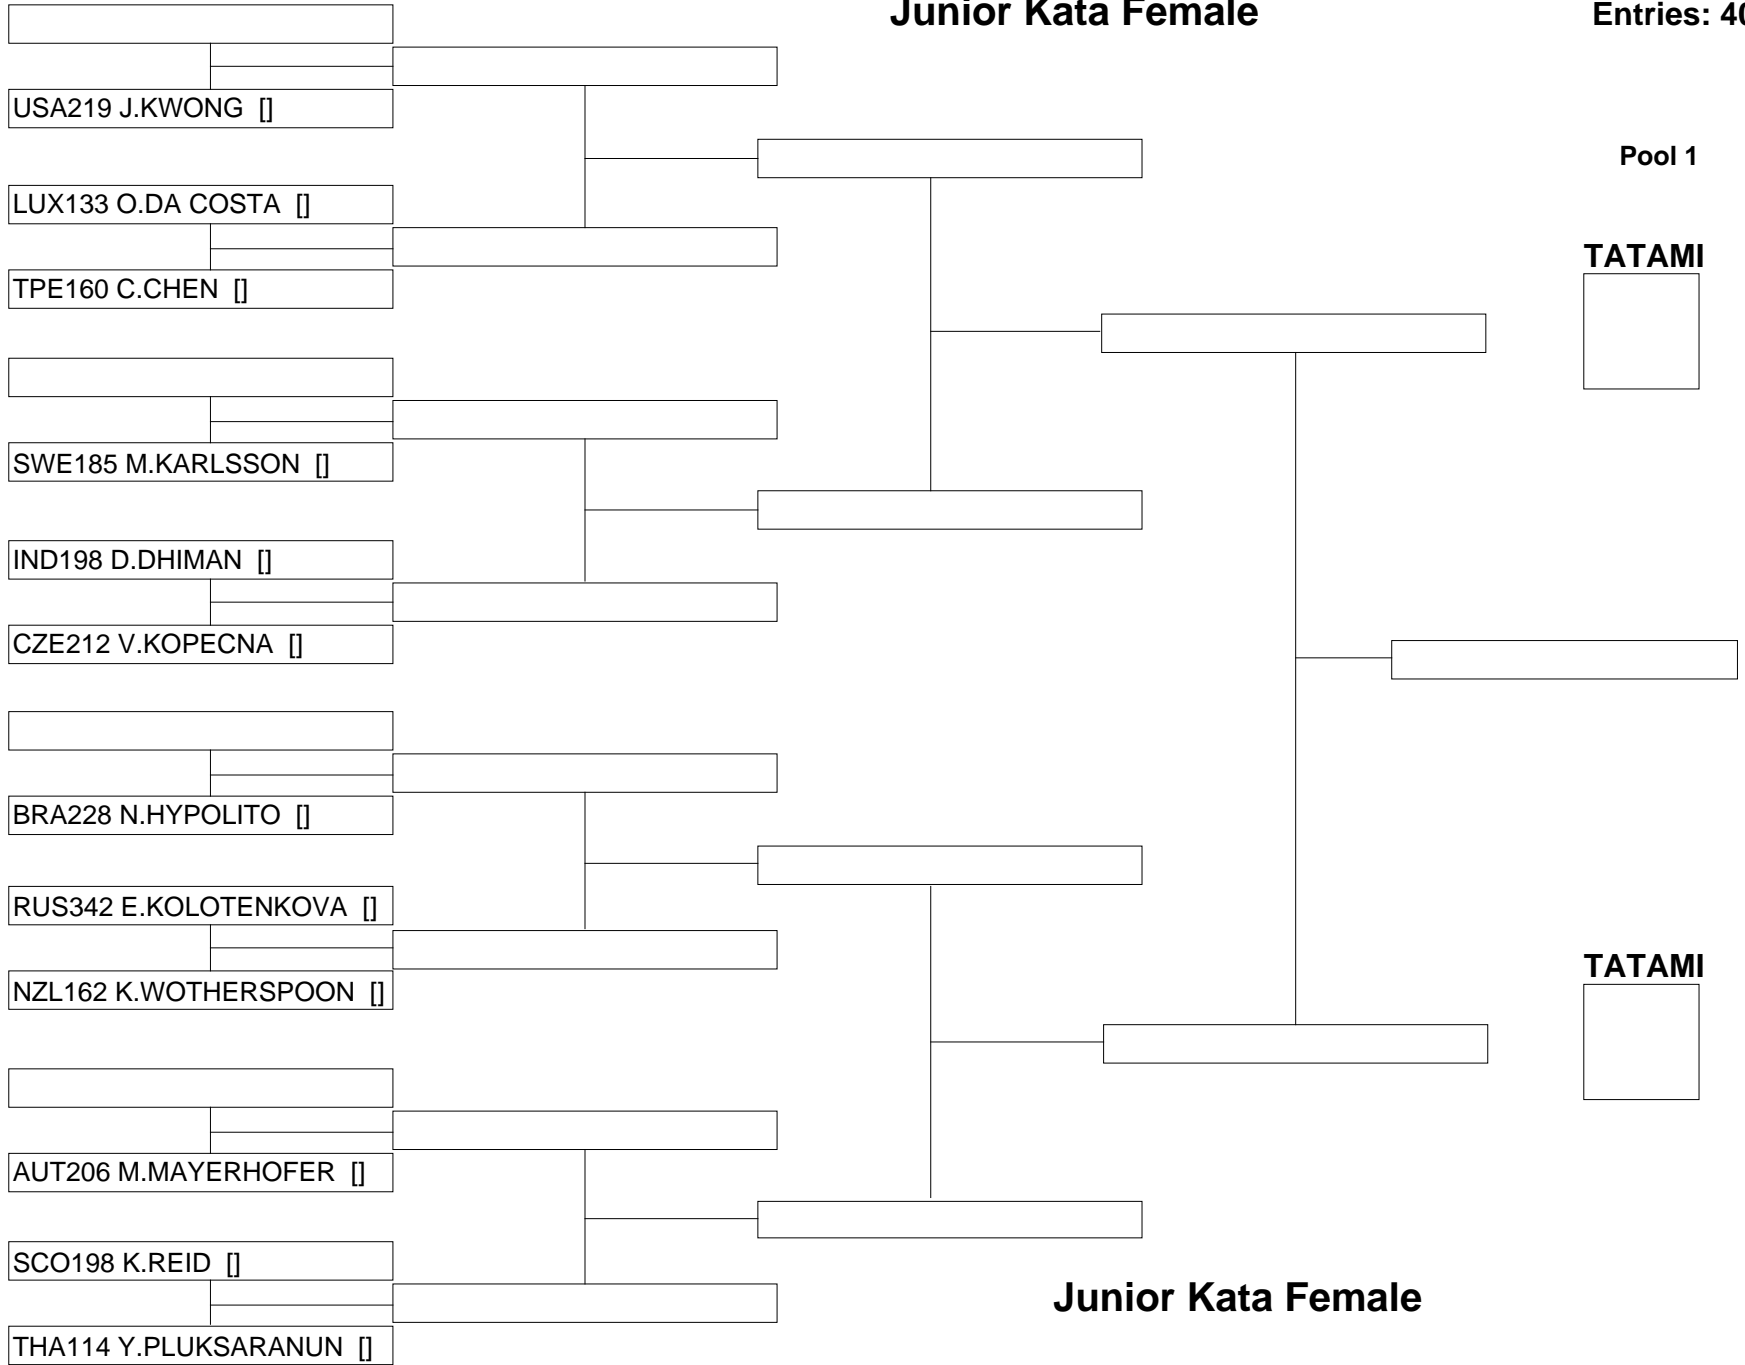 Junior Kata Female
Entries: 40
USA219 J.KWONG []
Pool 1
LUX133 O.DA COSTA []
TATAMI
TPE160 C.CHEN []
SWE185 M.KARLSSON []
IND198 D.DHIMAN []
CZE212 V.KOPECNA []
BRA228 N.HYPOLITO []
RUS342 E.KOLOTENKOVA []
TATAMI
NZL162 K.WOTHERSPOON []
AUT206 M.MAYERHOFER []
SCO198 K.REID []
Junior Kata Female
THA114 Y.PLUKSARANUN []